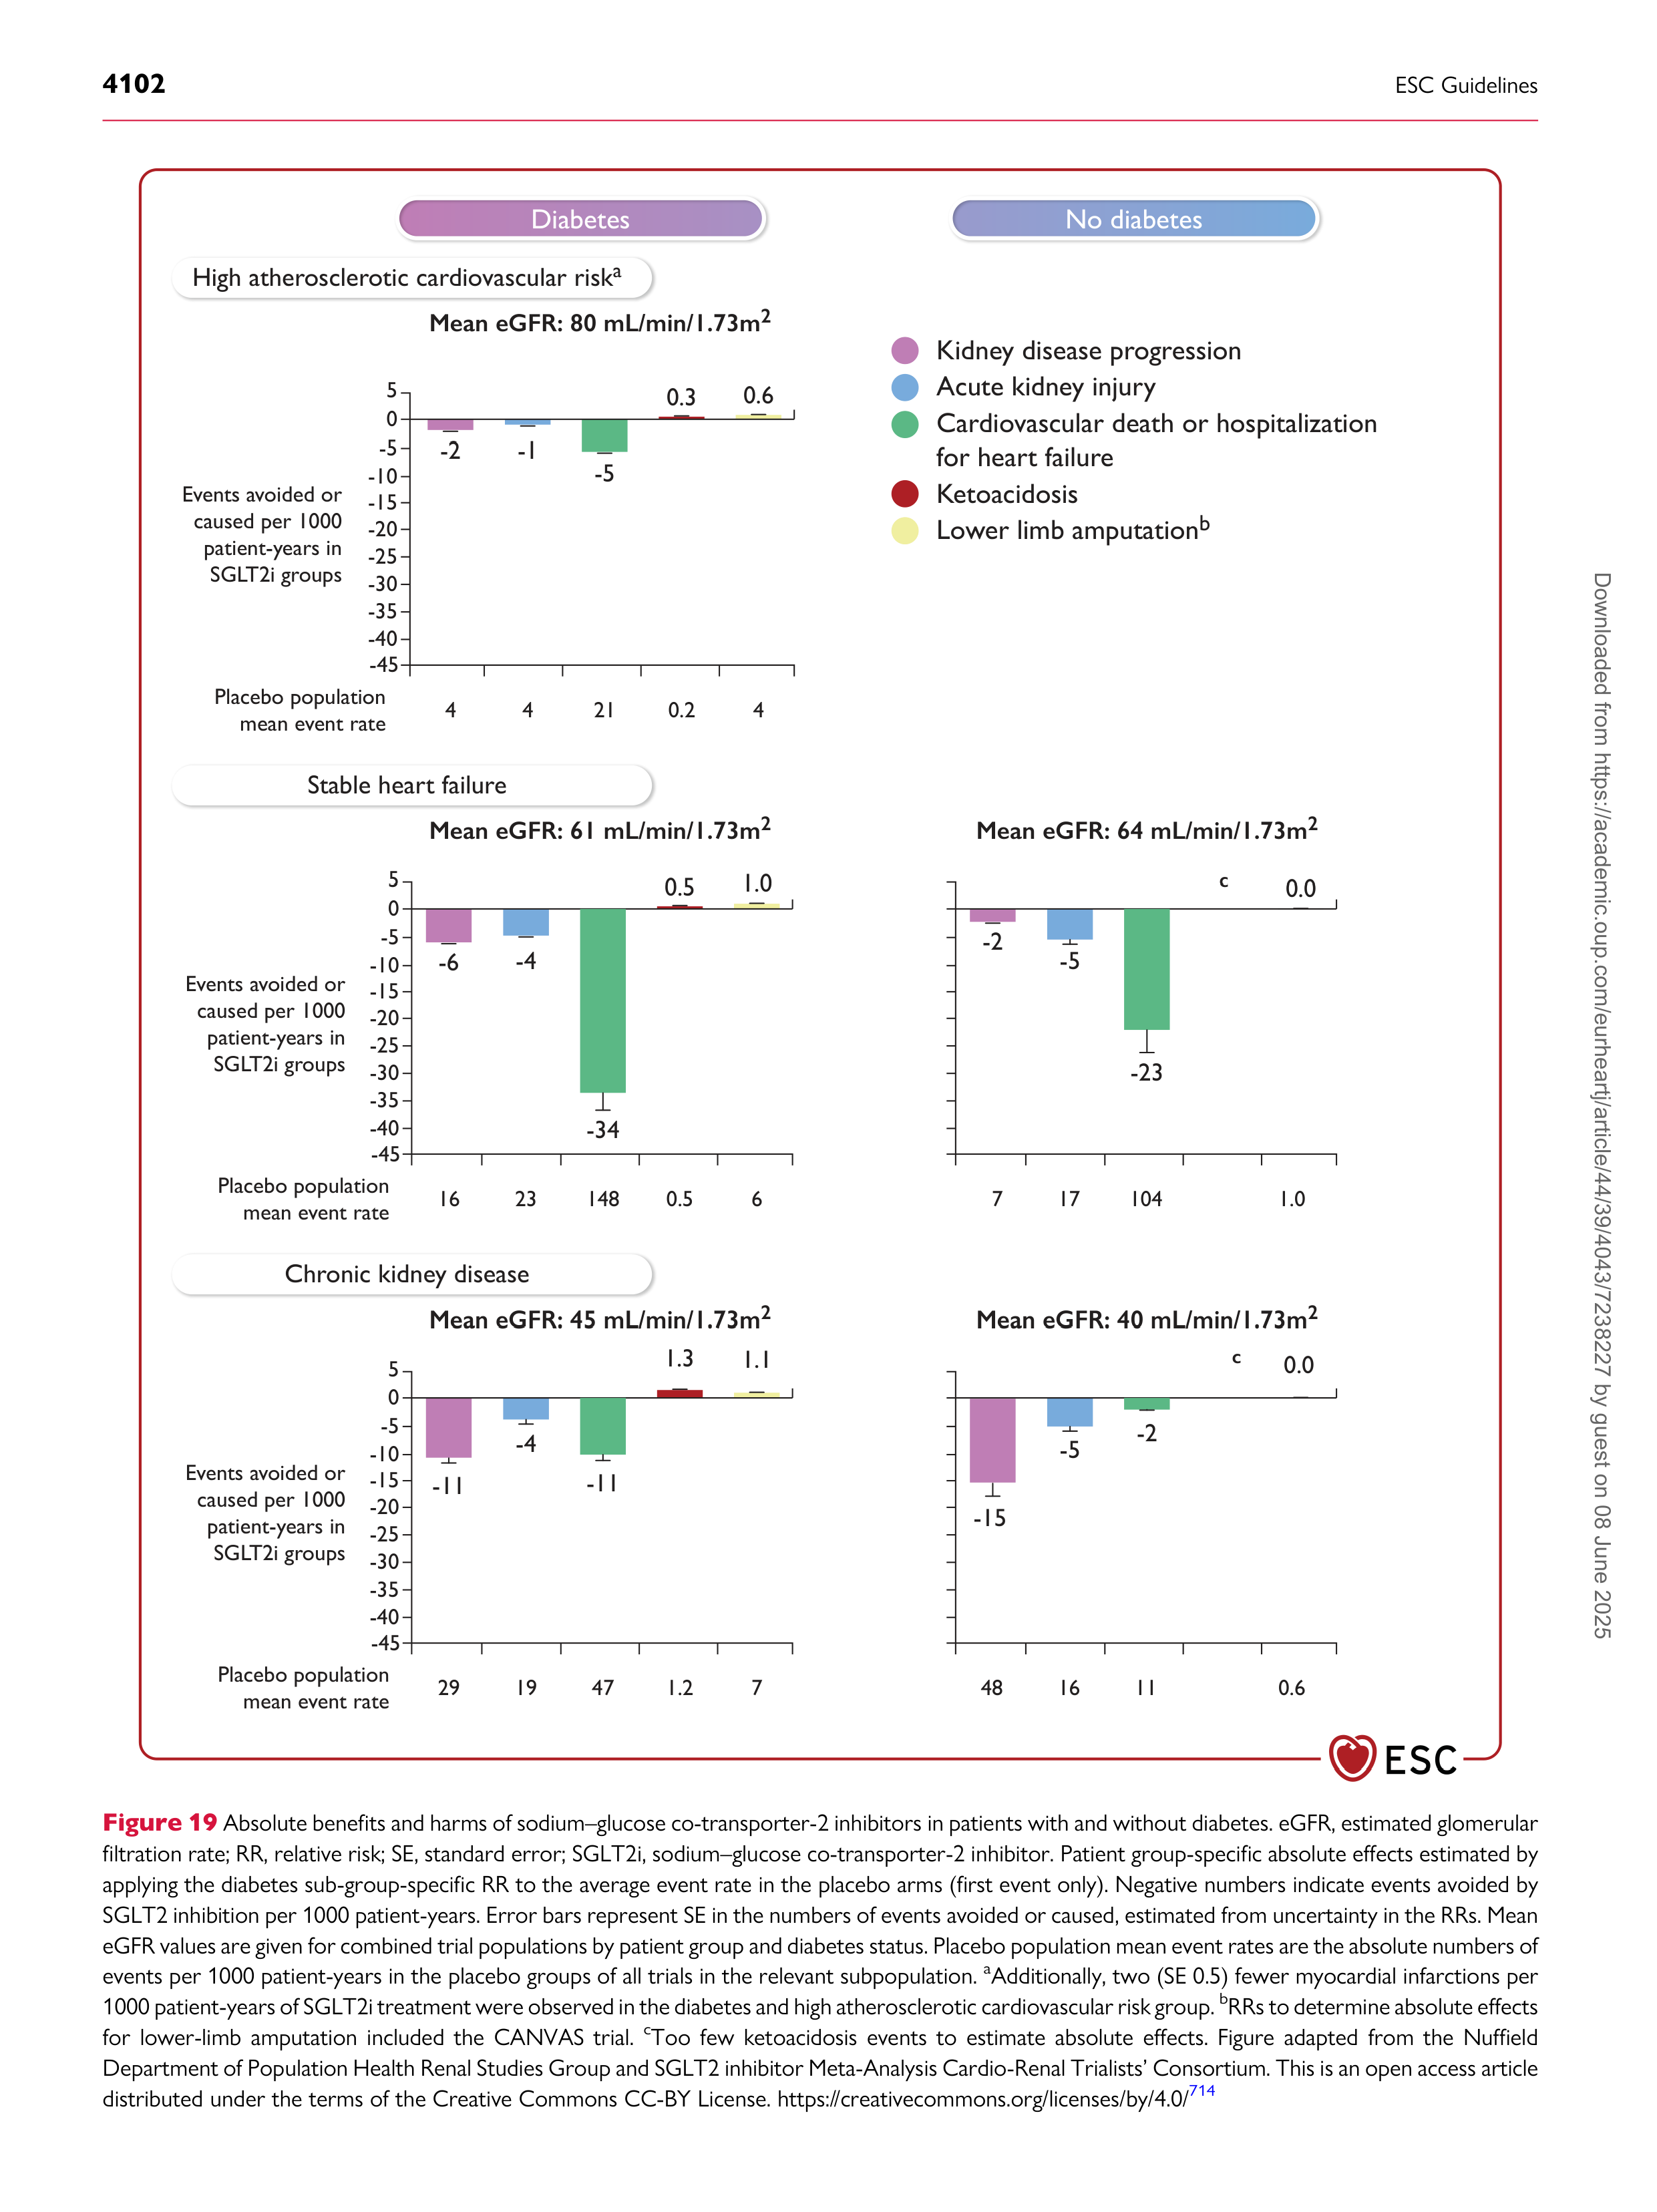 4102
ESC Guidelines
Diabetes
No diabetes
High atherosclerotic cardiovascular riskᵃ
Mean eGFR: 80 mL/min/1.73m²
Kidney disease progression
Acute kidney injury
Cardiovascular death or hospitalization
for heart failure
Ketoacidosis
Lower limb amputationᵇ
5
0
-5
-10
-15
-20
-25
-30
-35
-40
-45
-2
-1
-5
0.3
0.6
Events avoided or
caused per 1000
patient-years in
SGLT2i groups
Placebo population
mean event rate
4 4 21 0.2 4
Stable heart failure
Mean eGFR: 61 mL/min/1.73m²
5
0
-5
-10
-15
-20
-25
-30
-35
-40
-45
-6
-4
-34
0.5
1.0
Events avoided or
caused per 1000
patient-years in
SGLT2i groups
Placebo population
mean event rate
16 23 148 0.5 6
Mean eGFR: 64 mL/min/1.73m²
-2
-5
-23
c
0.0
7 17 104 1.0
Chronic kidney disease
Mean eGFR: 45 mL/min/1.73m²
5
0
-5
-10
-15
-20
-25
-30
-35
-40
-45
-11
-4
-11
1.3
1.1
Events avoided or
caused per 1000
patient-years in
SGLT2i groups
Placebo population
mean event rate
29 19 47 1.2 7
Mean eGFR: 40 mL/min/1.73m²
-15
-5
-2
c
0.0
48 16 11 0.6
ESC
Figure 19 Absolute benefits and harms of sodium–glucose co-transporter-2 inhibitors in patients with and without diabetes. eGFR, estimated glomerular
filtration rate; RR, relative risk; SE, standard error; SGLT2i, sodium–glucose co-transporter-2 inhibitor. Patient group-specific absolute effects estimated by
applying the diabetes sub-group-specific RR to the average event rate in the placebo arms (first event only). Negative numbers indicate events avoided by
SGLT2 inhibition per 1000 patient-years. Error bars represent SE in the numbers of events avoided or caused, estimated from uncertainty in the RRs. Mean
eGFR values are given for combined trial populations by patient group and diabetes status. Placebo population mean event rates are the absolute numbers of
events per 1000 patient-years in the placebo groups of all trials in the relevant subpopulation. ᵃAdditionally, two (SE 0.5) fewer myocardial infarctions per
1000 patient-years of SGLT2i treatment were observed in the diabetes and high atherosclerotic cardiovascular risk group. ᵇRRs to determine absolute effects
for lower-limb amputation included the CANVAS trial. ᶜToo few ketoacidosis events to estimate absolute effects. Figure adapted from the Nuffield
Department of Population Health Renal Studies Group and SGLT2 inhibitor Meta-Analysis Cardio-Renal Trialists’ Consortium. This is an open access article
distributed under the terms of the Creative Commons CC-BY License. https://creativecommons.org/licenses/by/4.0/⁷¹⁴
Downloaded from https://academic.oup.com/eurheartj/article/44/39/4043/7238227 by guest on 08 June 2025